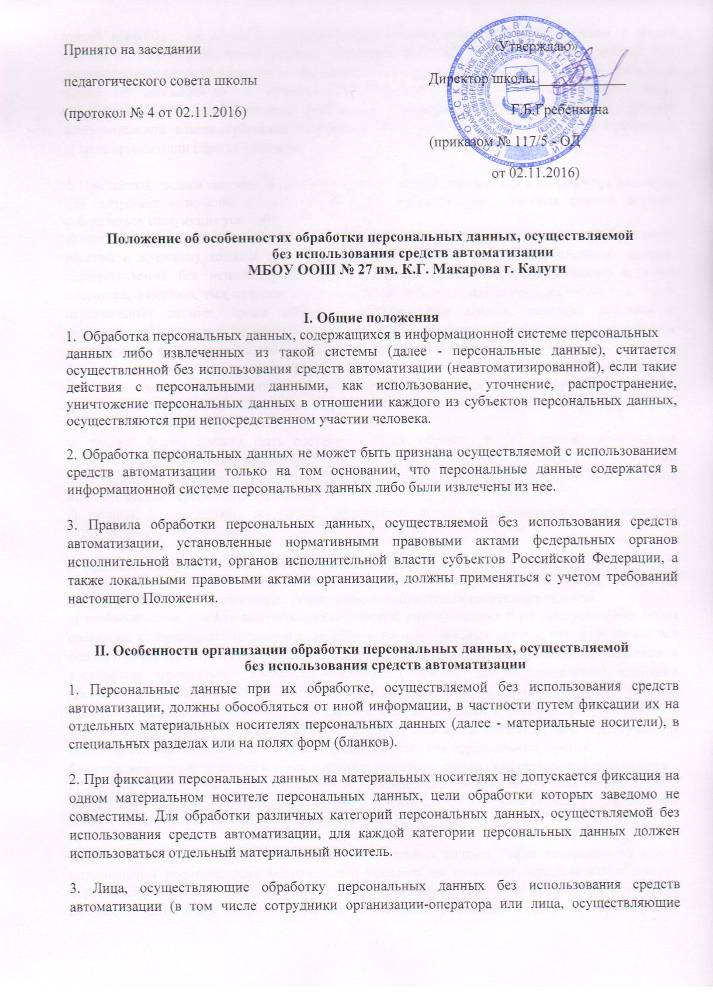 Принято на заседании «Утверждаю»
педагогического совета школы Директор школы
(протокол № 4 от 02.11.2016) Г.Б.Гребенкина
(приказом № 117/5 - ОД
от 02.11.2016)
Положение об особенностях обработки персональных данных, осуществляемой
без использования средств автоматизации
МБОУ ООШ № 27 им. К.Г. Макарова г. Калуги
I. Общие положения
1. Обработка персональных данных, содержащихся в информационной системе персональных
данных либо извлеченных из такой системы (далее - персональные данные), считается
осуществленной без использования средств автоматизации (неавтоматизированной), если такие
действия с персональными данными, как использование, уточнение, распространение,
уничтожение персональных данных в отношении каждого из субъектов персональных данных,
осуществляются при непосредственном участии человека.
2. Обработка персональных данных не может быть признана осуществляемой с использованием
средств автоматизации только на том основании, что персональные данные содержатся в
информационной системе персональных данных либо были извлечены из нее.
3. Правила обработки персональных данных, осуществляемой без использования средств
автоматизации, установленные нормативными правовыми актами федеральных органов
исполнительной власти, органов исполнительной власти субъектов Российской Федерации, а
также локальными правовыми актами организации, должны применяться с учетом требований
настоящего Положения.
II. Особенности организации обработки персональных данных, осуществляемой
без использования средств автоматизации
1. Персональные данные при их обработке, осуществляемой без использования средств
автоматизации, должны обособляться от иной информации, в частности путем фиксации их на
отдельных материальных носителях персональных данных (далее - материальные носители), в
специальных разделах или на полях форм (бланков).
2. При фиксации персональных данных на материальных носителях не допускается фиксация на
одном материальном носителе персональных данных, цели обработки которых заведомо не
совместимы. Для обработки различных категорий персональных данных, осуществляемой без
использования средств автоматизации, для каждой категории персональных данных должен
использоваться отдельный материальный носитель.
3. Лица, осуществляющие обработку персональных данных без использования средств
автоматизации (в том числе сотрудники организации-оператора или лица, осуществляющие